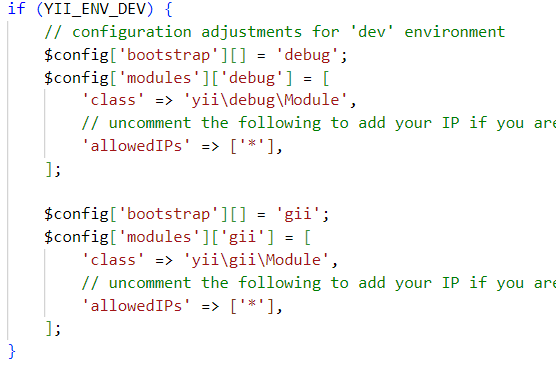 if (YII_ENV_DEV) {
    // configuration adjustments for 'dev' environment
    $config['bootstrap'][] = 'debug';
    $config['modules']['debug'] = [
        'class' => 'yii\debug\Module',
        // uncomment the following to add your IP if you are
        'allowedIPs' => ['*'],
    ];

    $config['bootstrap'][] = 'gii';
    $config['modules']['gii'] = [
        'class' => 'yii\gii\Module',
        // uncomment the following to add your IP if you are
        'allowedIPs' => ['*'],
    ];
}